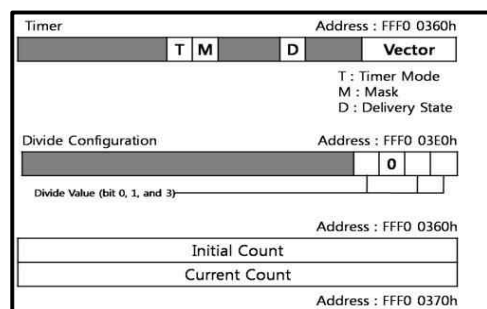 Timer Address : FFF0 0360h
T M D Vector
T : Timer Mode
M : Mask
D : Delivery State
Divide Configuration Address : FFF0 03E0h
0
Divide Value (bit 0, 1, and 3)
Address : FFF0 0360h
Initial Count
Current Count
Address : FFF0 0370h